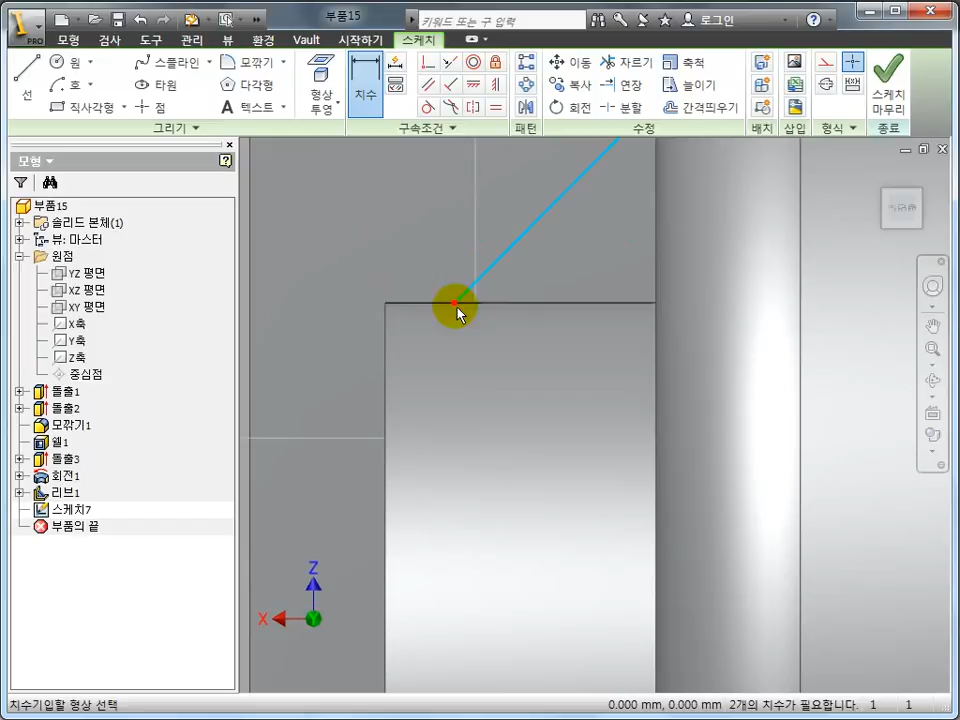 부품15
키워드 또는 구 입력
로그인
PRO
모형 검사 도구 관리 뷰 환경 Vault 시작하기 스케치
선
원
호
직사각형
스플라인
타원
점
모깎기
다각형
텍스트
형상
투영
치수
이동
복사
회전
자르기
연장
분할
축척
늘이기
간격띄우기
스케치
마무리
그리기
구속조건
패턴
수정
배치
삽입
형식
종료
모형
부품15
솔리드 본체(1)
뷰: 마스터
원점
YZ 평면
XZ 평면
XY 평면
X축
Y축
Z축
중심점
돌출1
돌출2
모깎기1
쉘1
돌출3
회전1
리브1
스케치7
부품의 끝
Z
X
Y
치수기입할 형상 선택
0.000 mm, 0.000 mm 2개의 치수가 필요합니다. 1 1